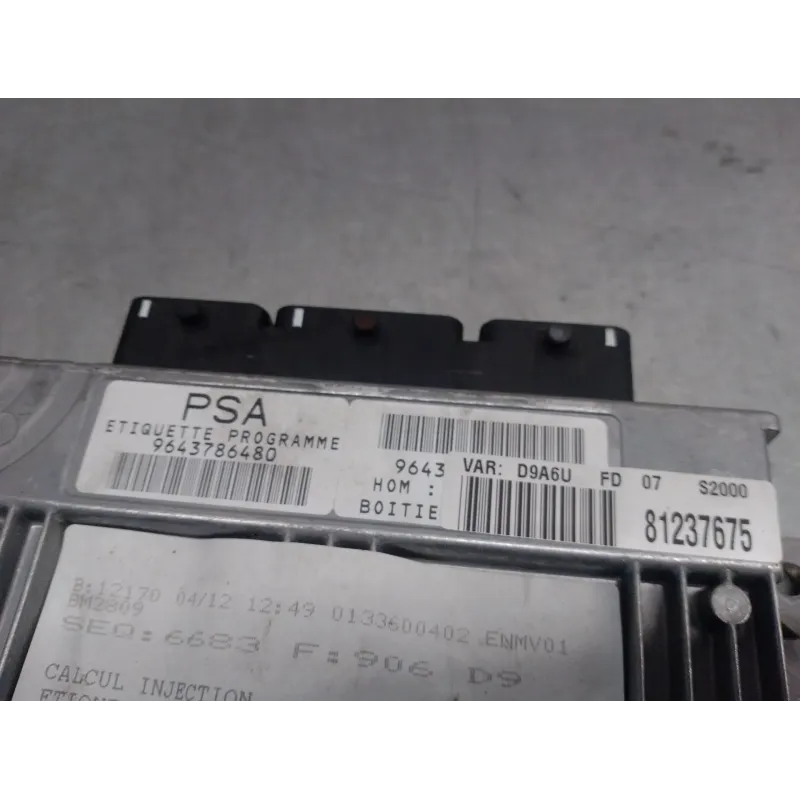 PSA
ETIQUETTE PROGRAMME
9643786480
9643
HOM :
BOITIE
VAR: D9A6U FD 07 S2000
81237675
B:12170 04/12 12:49 0133600402 ENMV01
BM2809
SEQ:6683 F:906 D9
CALCUL INJECTION